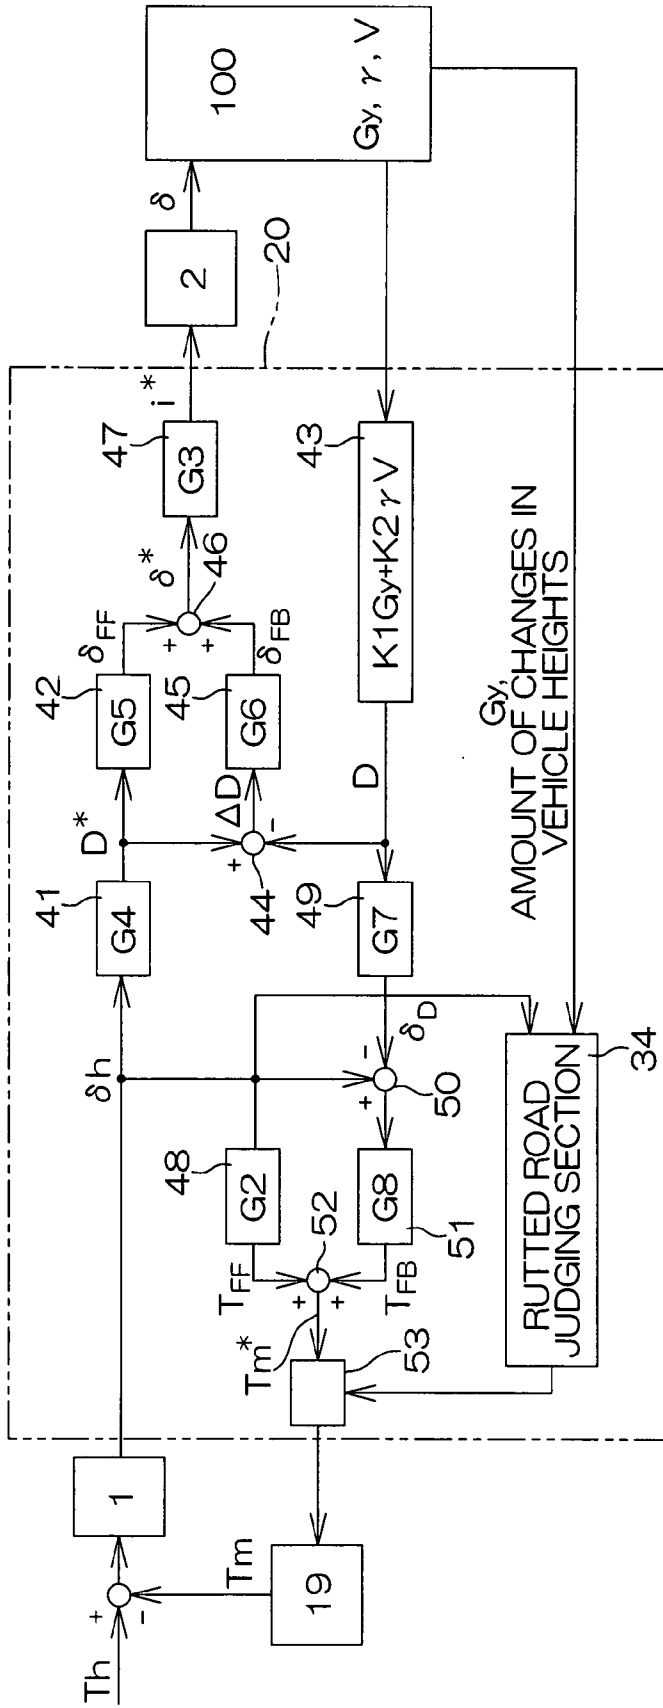 Th
+
-
1
Tm
19
δh
41
G4
D*
42
G5
δFF
+
+
46
δ*
47
G3
i*
2
δ
100
Gy, γ, V
20
45
G6
δFB
ΔD
+
-
44
D
43
K1Gy+K2γV
49
G7
δD
-
+
50
48
G2
TFF
G8
51
TFB
52
+
+
Tm*
53
Gy,
AMOUNT OF CHANGES IN
VEHICLE HEIGHTS
RUTTED ROAD
JUDGING SECTION
34